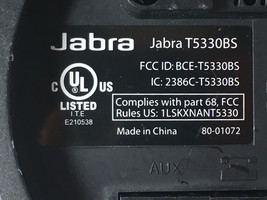 Jabra
Jabra T5330BS
FCC ID: BCE-T5330BS
IC: 2386C-T5330BS
C UL US
LISTED
I.T.E.
E210538
Complies with part 68, FCC
Rules US: 1LSKXNANT5330
Made in China
80-01072
AUX